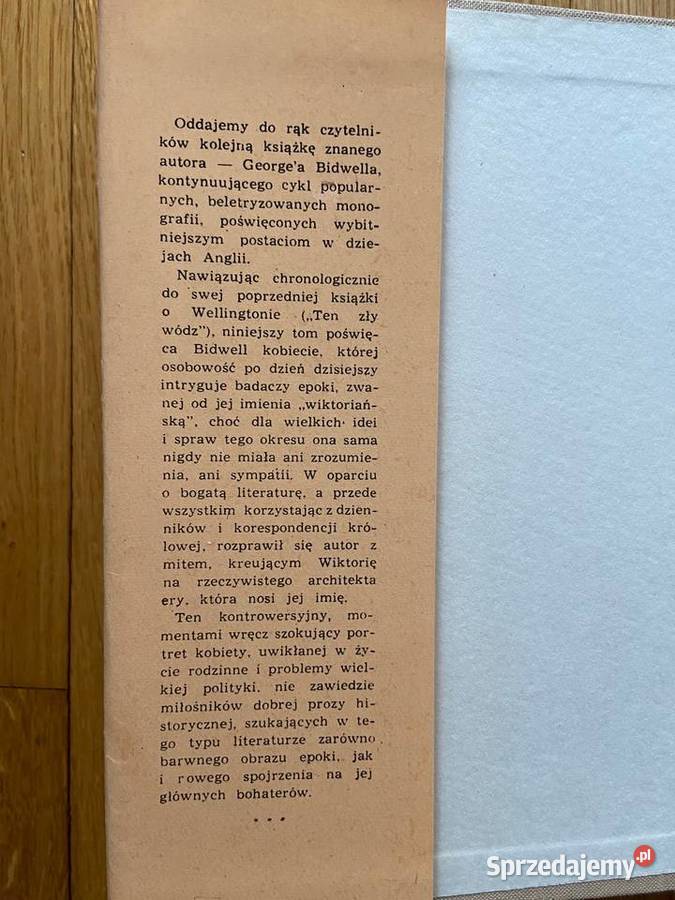 Oddajemy do rąk czytelni-
ków kolejną książkę znanego
autora — George'a Bidwella,
kontynuującego cykl popular-
nych, beletryzowanych mono-
grafii, poświęconych wybit-
niejszym postaciom w dzie-
jach Anglii.
Nawiązując chronologicznie
do swej poprzedniej książki
o Wellingtonie („Ten zły
wódz"), niniejszy tom poświę-
ca Bidwell kobiecie, której
osobowość po dzień dzisiejszy
intryguje badaczy epoki, zwa-
nej od jej imienia „wiktoriań-
ską", choć dla wielkich idei
i spraw tego okresu ona sama
nigdy nie miała ani zrozumie-
nia, ani sympatii. W oparciu
o bogatą literaturę, a przede
wszystkim korzystając z dzien-
ników i korespondencji kró-
lowej, rozprawił się autor z
mitem, kreującym Wiktorię
na rzeczywistego architekta
ery, która nosi jej imię.
Ten kontrowersyjny, mo-
mentami wręcz szokujący por-
tret kobiety, uwikłanej w ży-
cie rodzinne i problemy wiel-
kiej polityki, nie zawiedzie
miłośników dobrej prozy hi-
storycznej, szukających w te-
go typu literaturze zarówno
barwnego obrazu epoki, jak
i rowego spojrzenia na jej
głównych bohaterów.
• • •
Sprzedajemy.pl